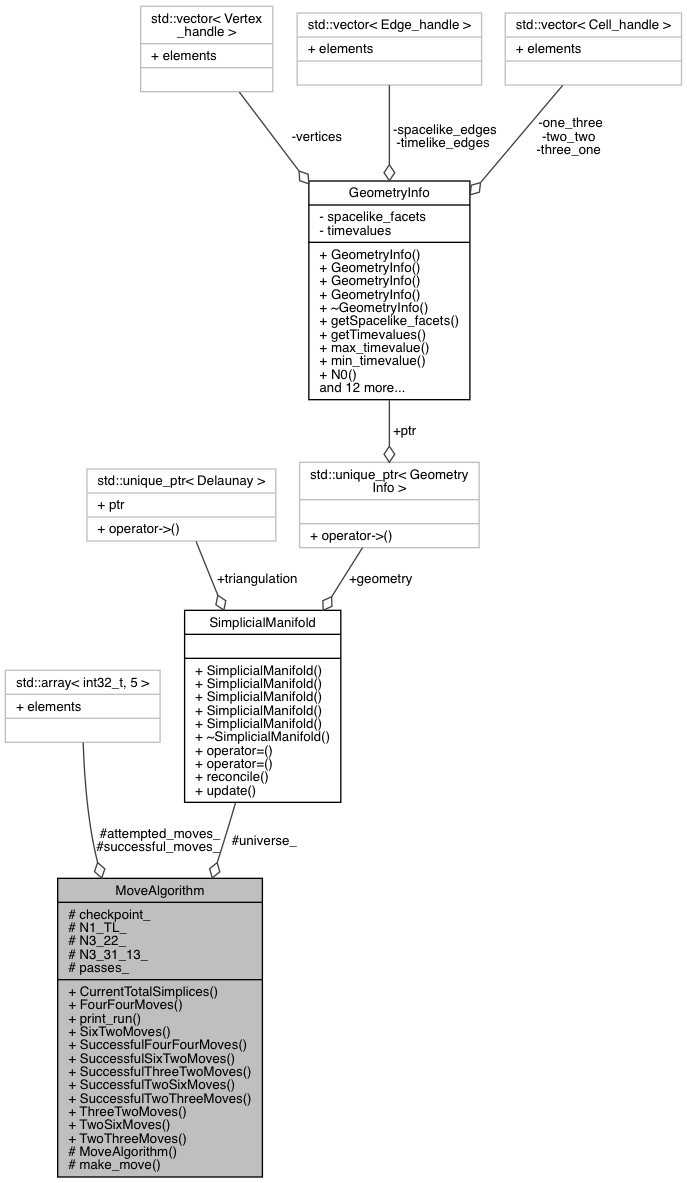 std::vector< Vertex
_handle >
+ elements
std::vector< Edge_handle >
+ elements
std::vector< Cell_handle >
+ elements
-vertices
-spacelike_edges
-timelike_edges
-one_three
-two_two
-three_one
GeometryInfo
- spacelike_facets
- timevalues
+ GeometryInfo()
+ GeometryInfo()
+ GeometryInfo()
+ GeometryInfo()
+ ~GeometryInfo()
+ getSpacelike_facets()
+ getTimevalues()
+ max_timevalue()
+ min_timevalue()
+ N0()
and 12 more...
+ptr
std::unique_ptr< Delaunay >
+ ptr
+ operator->()
std::unique_ptr< Geometry
Info >
+ operator->()
+triangulation
+geometry
SimplicialManifold
+ SimplicialManifold()
+ SimplicialManifold()
+ SimplicialManifold()
+ SimplicialManifold()
+ SimplicialManifold()
+ ~SimplicialManifold()
+ operator=()
+ operator=()
+ reconcile()
+ update()
std::array< int32_t, 5 >
+ elements
#attempted_moves_
#successful_moves_
#universe_
MoveAlgorithm
# checkpoint_
# N1_TL_
# N3_22_
# N3_31_13_
# passes_
+ CurrentTotalSimplices()
+ FourFourMoves()
+ print_run()
+ SixTwoMoves()
+ SuccessfulFourFourMoves()
+ SuccessfulSixTwoMoves()
+ SuccessfulThreeTwoMoves()
+ SuccessfulTwoSixMoves()
+ SuccessfulTwoThreeMoves()
+ ThreeTwoMoves()
+ TwoSixMoves()
+ TwoThreeMoves()
# MoveAlgorithm()
# make_move()